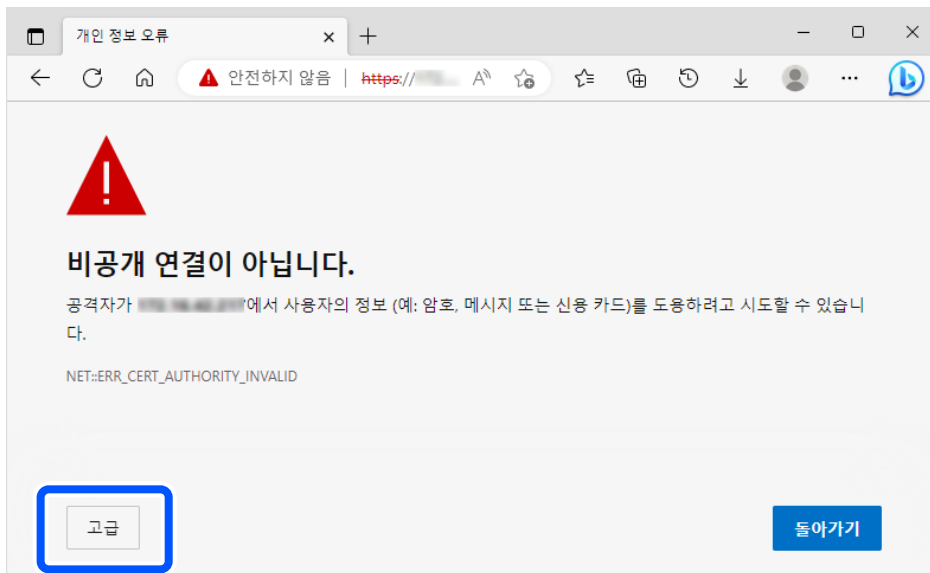 개인 정보 오류
안전하지 않음 | https://
비공개 연결이 아닙니다.
공격자가 에서 사용자의 정보 (예: 암호, 메시지 또는 신용 카드)를 도용하려고 시도할 수 있습니
다.
NET::ERR_CERT_AUTHORITY_INVALID
고급
돌아가기